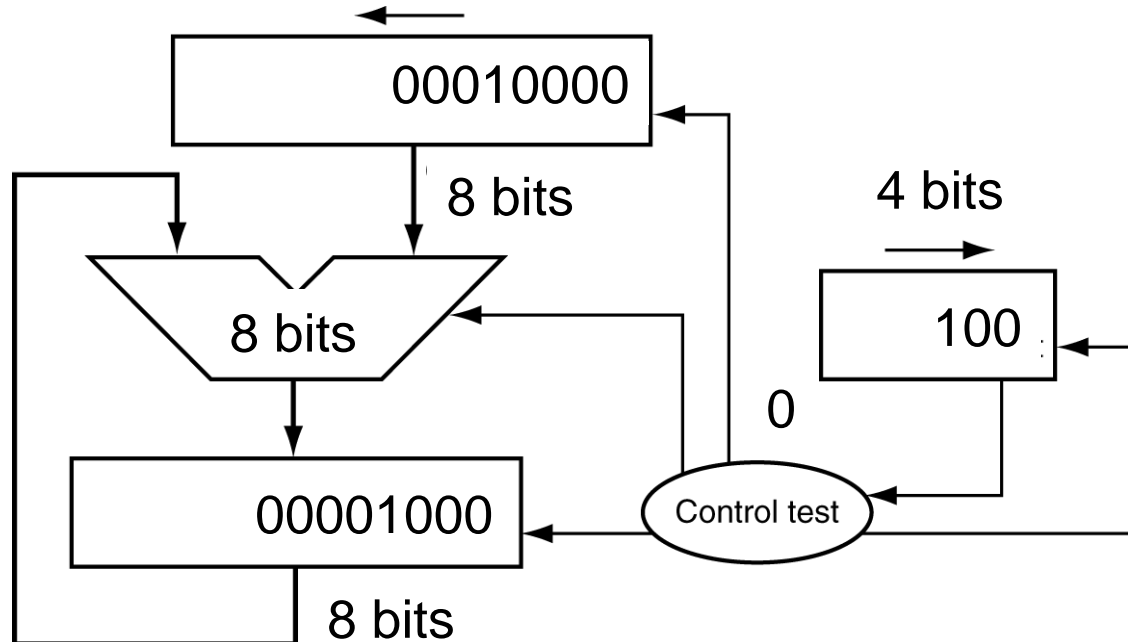 00010000
8 bits
4 bits
8 bits
100
0
00001000
Control test
8 bits